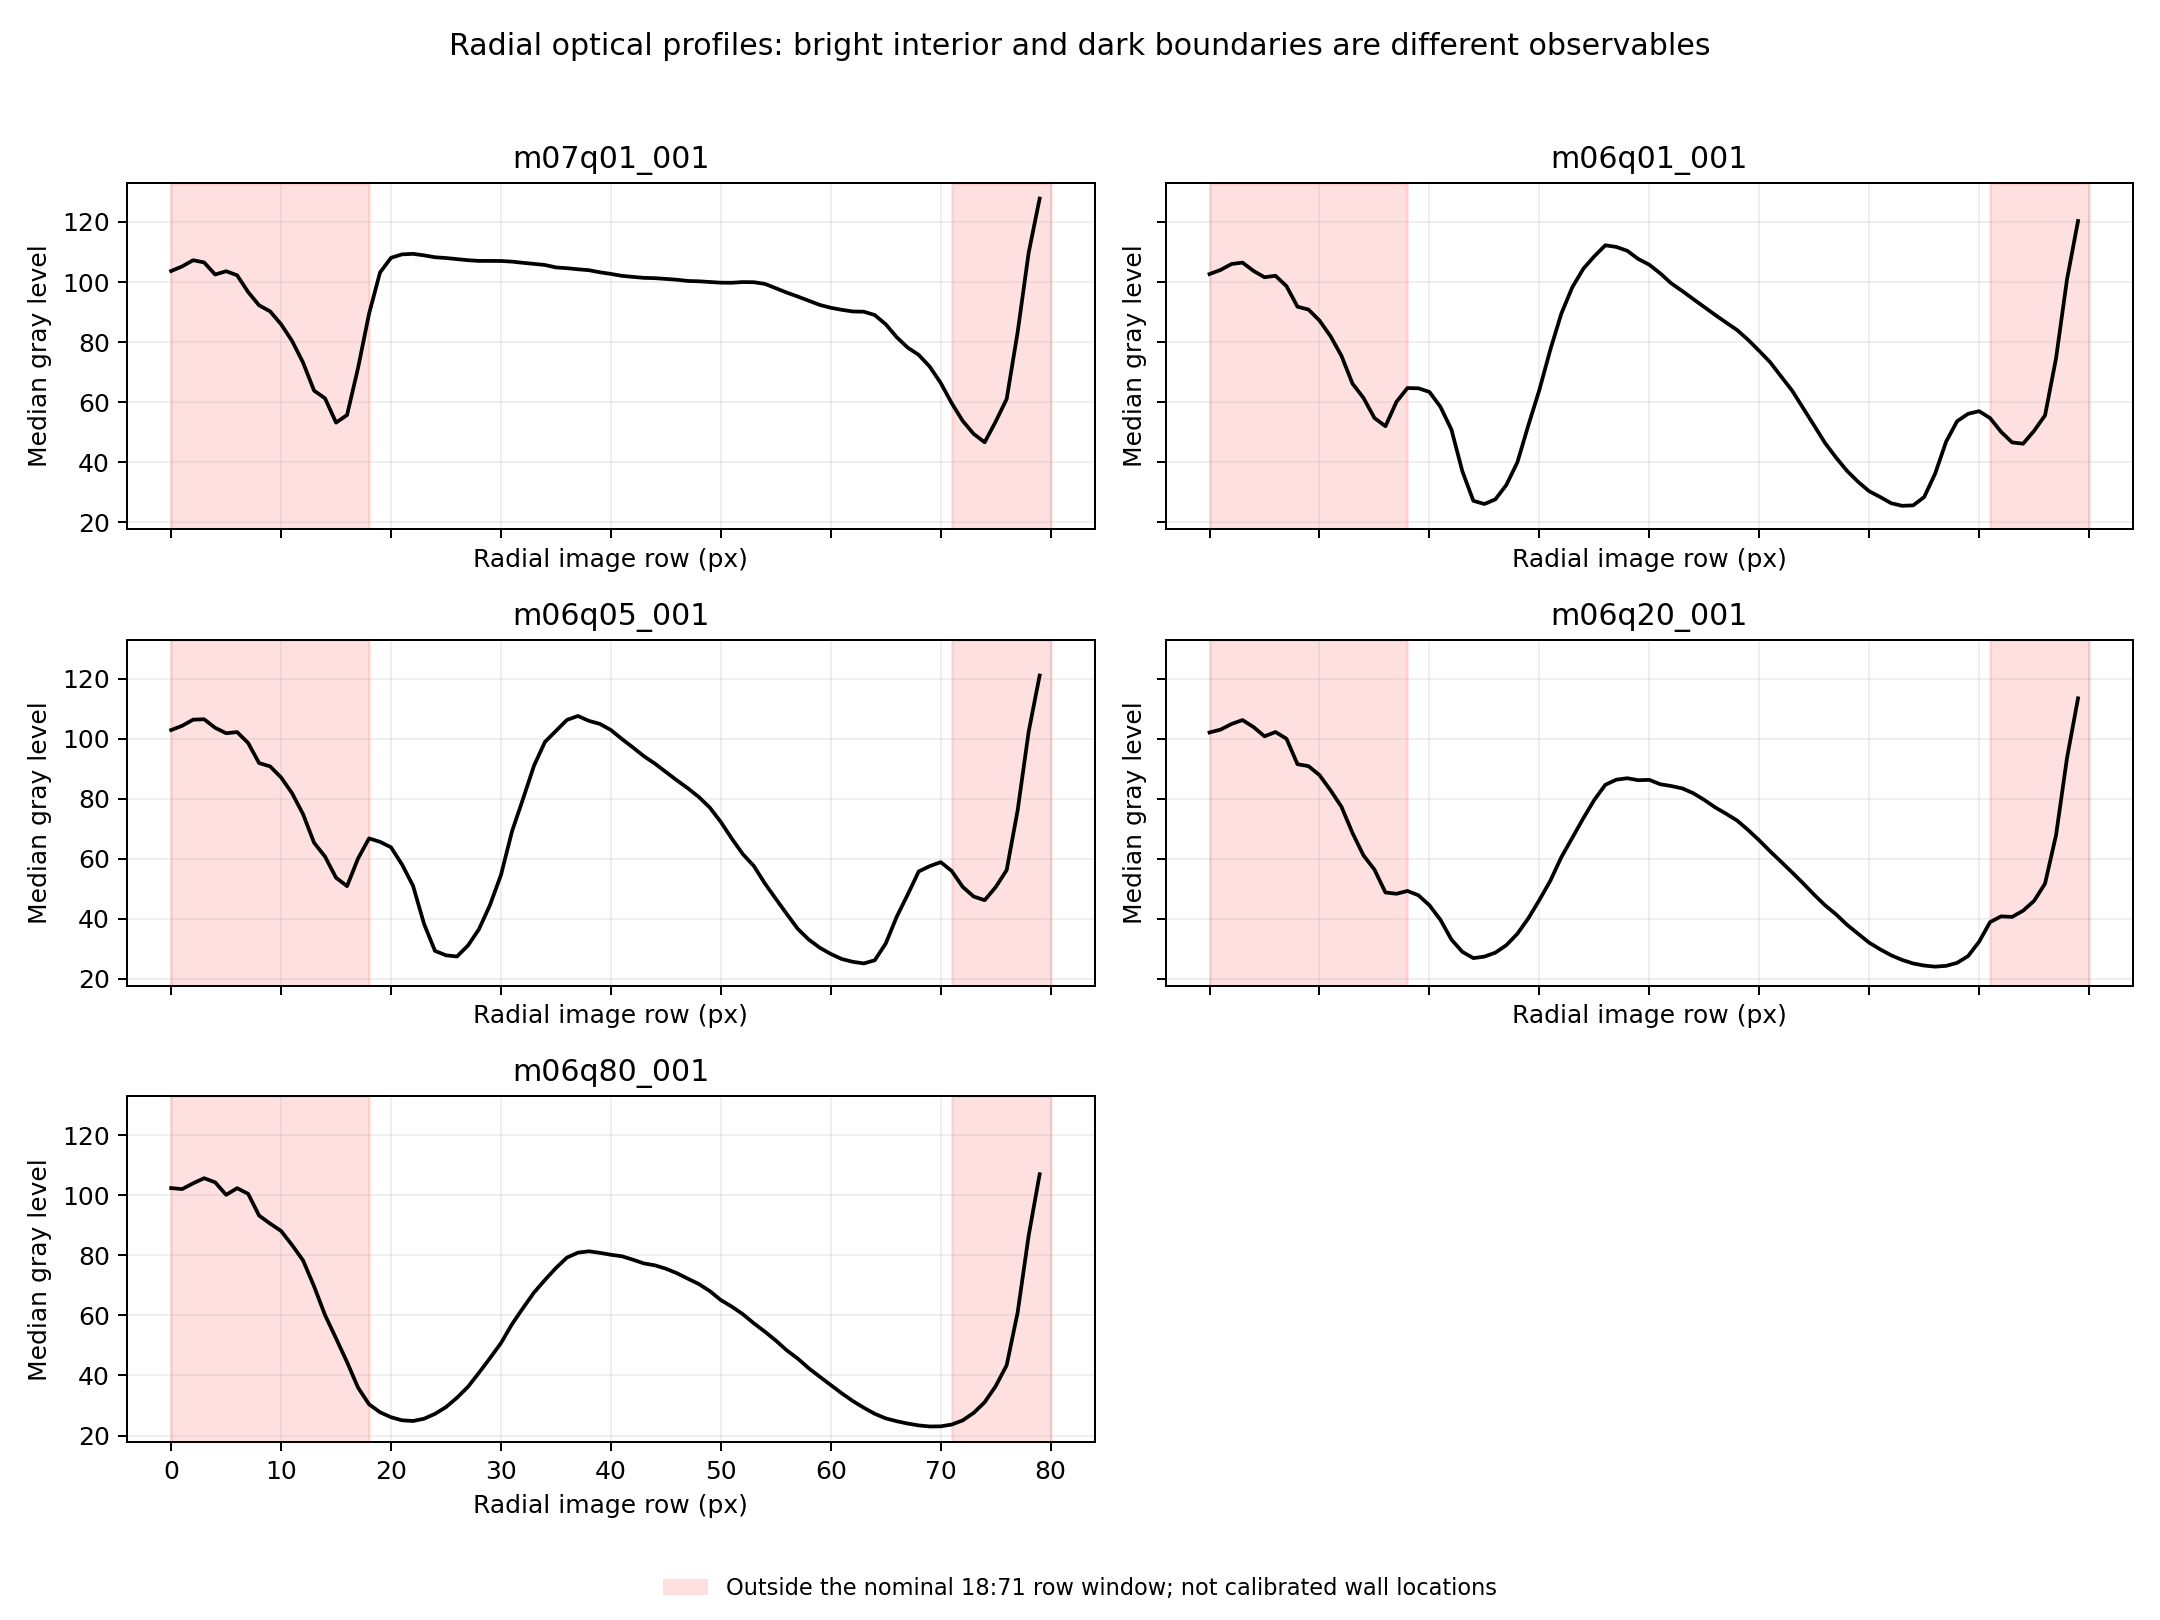 Radial optical profiles: bright interior and dark boundaries are different observables
m07q01_001
120
100
80
60
40
20
Median gray level
Radial image row (px)
m06q01_001
Median gray level
Radial image row (px)
m06q05_001
120
100
80
60
40
20
Median gray level
Radial image row (px)
m06q20_001
Median gray level
Radial image row (px)
m06q80_001
120
100
80
60
40
20
Median gray level
0 10 20 30 40 50 60 70 80
Radial image row (px)
Outside the nominal 18:71 row window; not calibrated wall locations